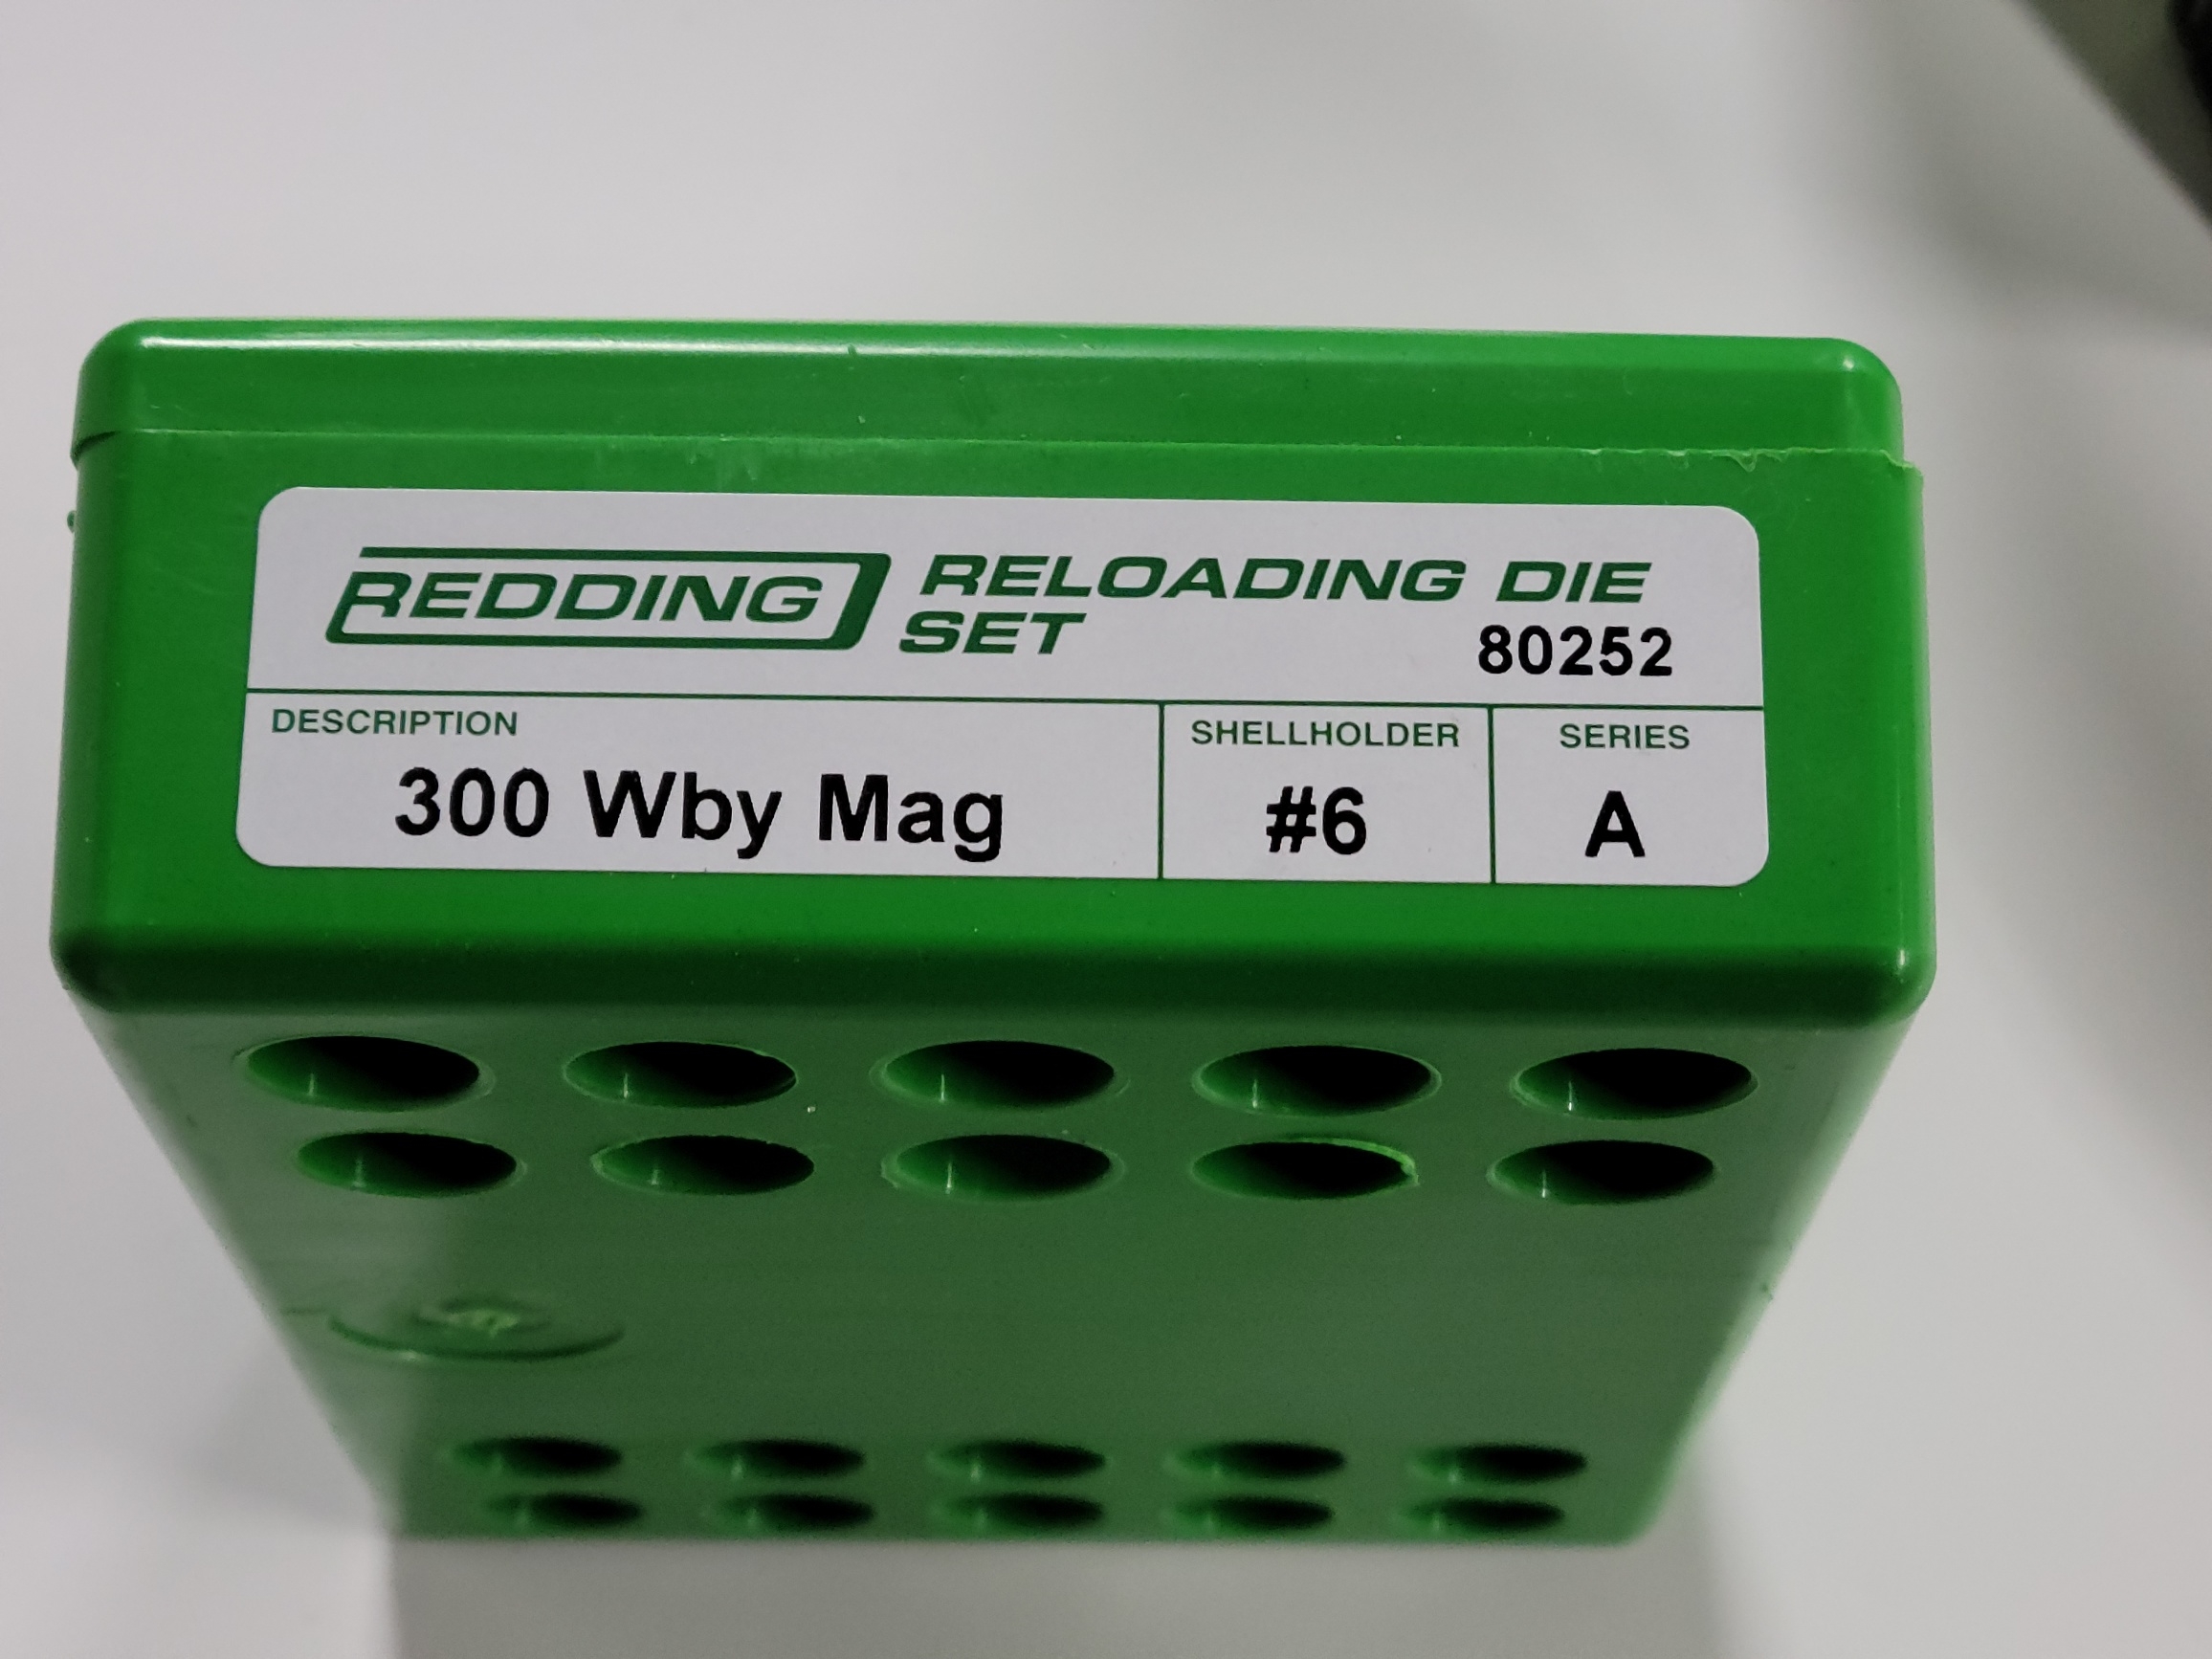 REDDING RELOADING DIE
SET 80252
DESCRIPTION SHELLHOLDER SERIES
300 Wby Mag #6 A